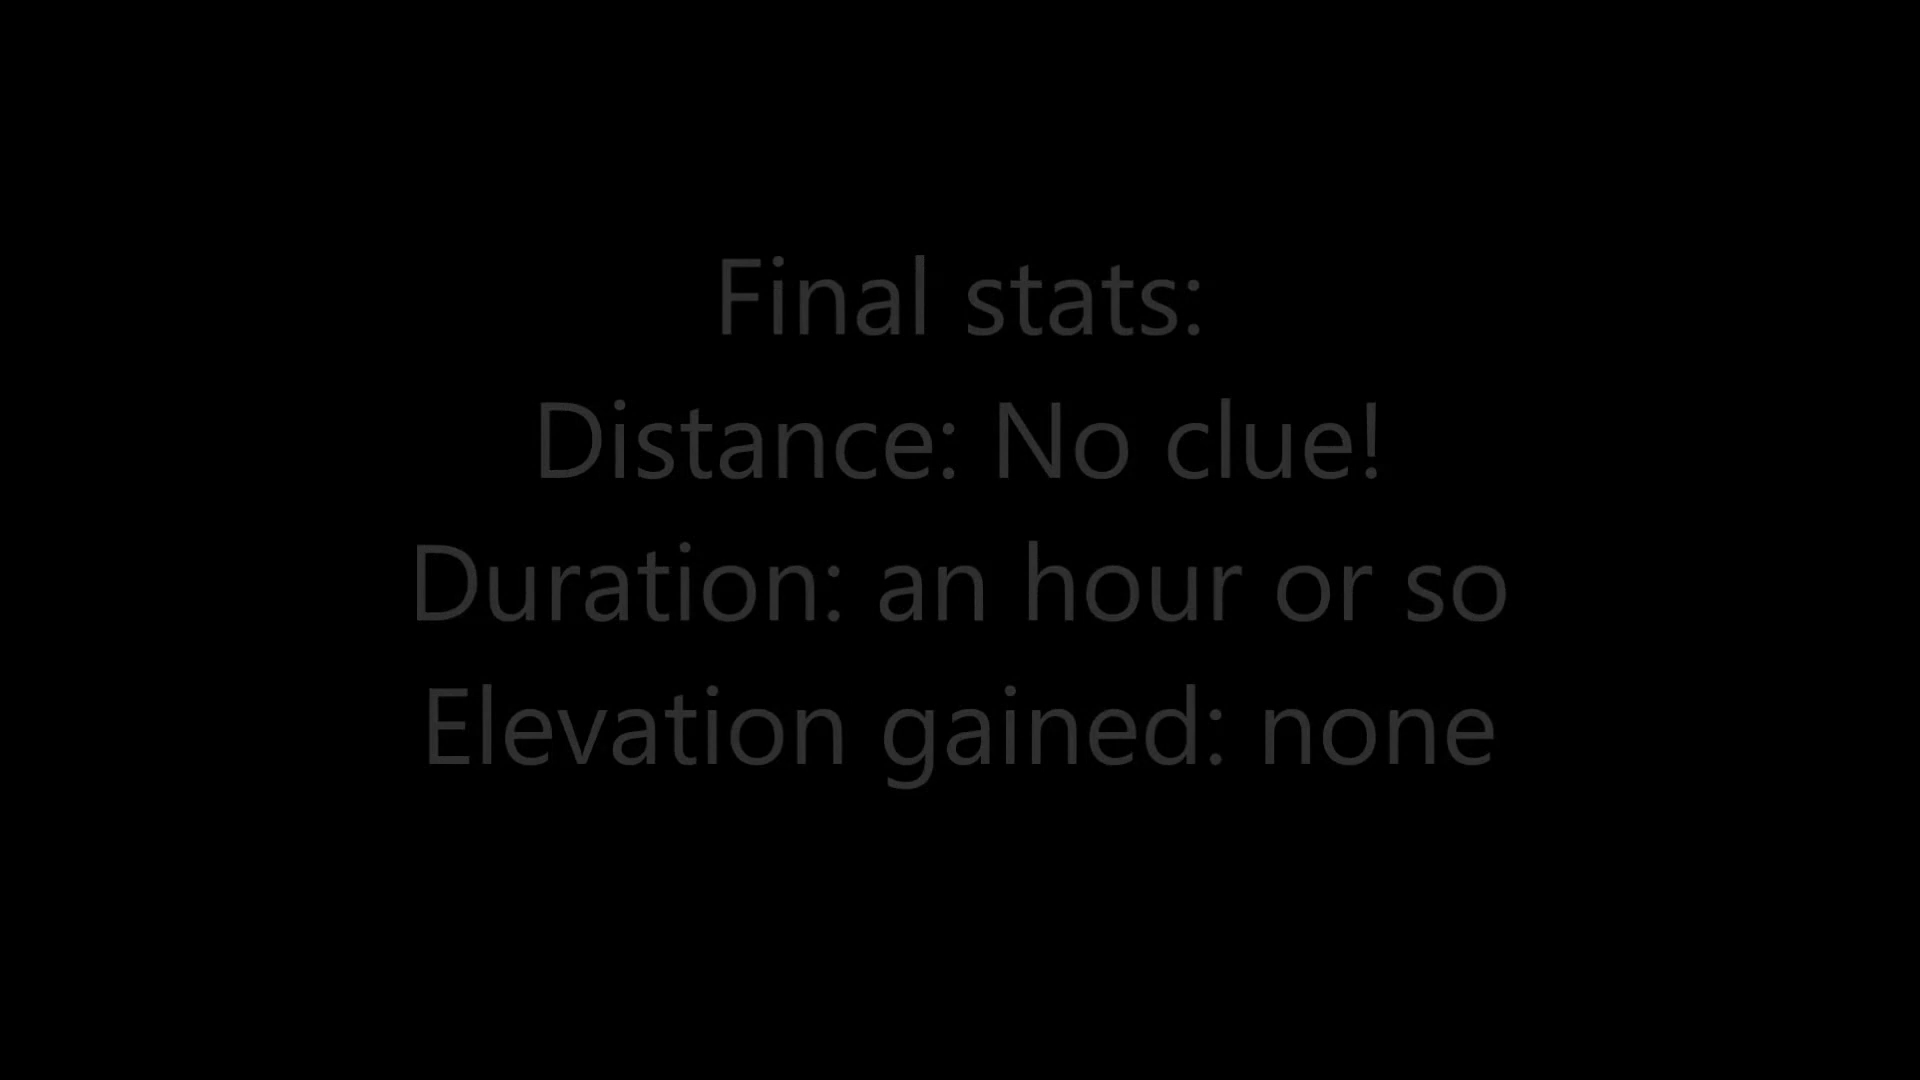 Final stats:
Distance: No clue!
Duration: an hour or so
Elevation gained: none